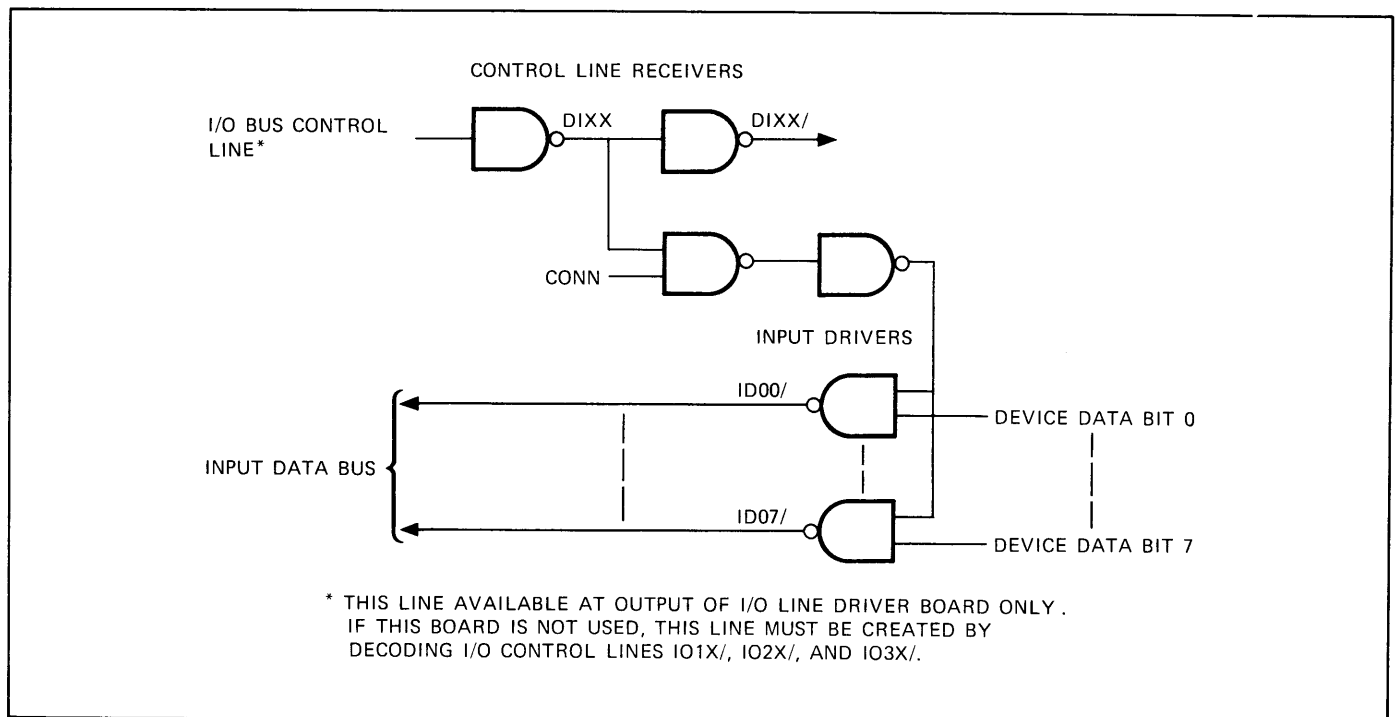 CONTROL LINE RECEIVERS
I/O BUS CONTROL
LINE*
DIXX
DIXX/
CONN
INPUT DRIVERS
ID00/
DEVICE DATA BIT 0
INPUT DATA BUS
ID07/
DEVICE DATA BIT 7
* THIS LINE AVAILABLE AT OUTPUT OF I/O LINE DRIVER BOARD ONLY.
IF THIS BOARD IS NOT USED, THIS LINE MUST BE CREATED BY
DECODING I/O CONTROL LINES IO1X/, IO2X/, AND IO3X/.